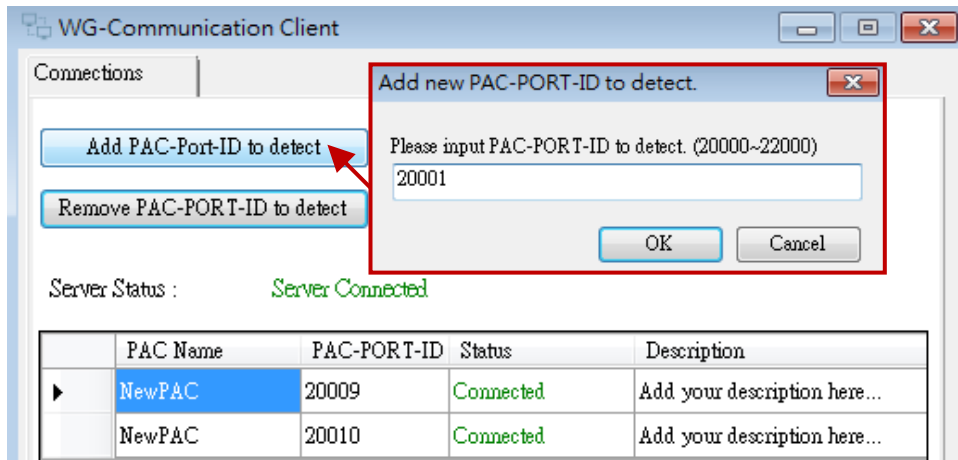 WG-Communication Client
Connections
Add new PAC-PORT-ID to detect.
Add PAC-Port-ID to detect
Please input PAC-PORT-ID to detect. (20000~22000)
20001
Remove PAC-PORT-ID to detect
OK Cancel
Server Status : Server Connected
PAC Name PAC-PORT-ID Status Description
NewPAC 20009 Connected Add your description here...
NewPAC 20010 Connected Add your description here...